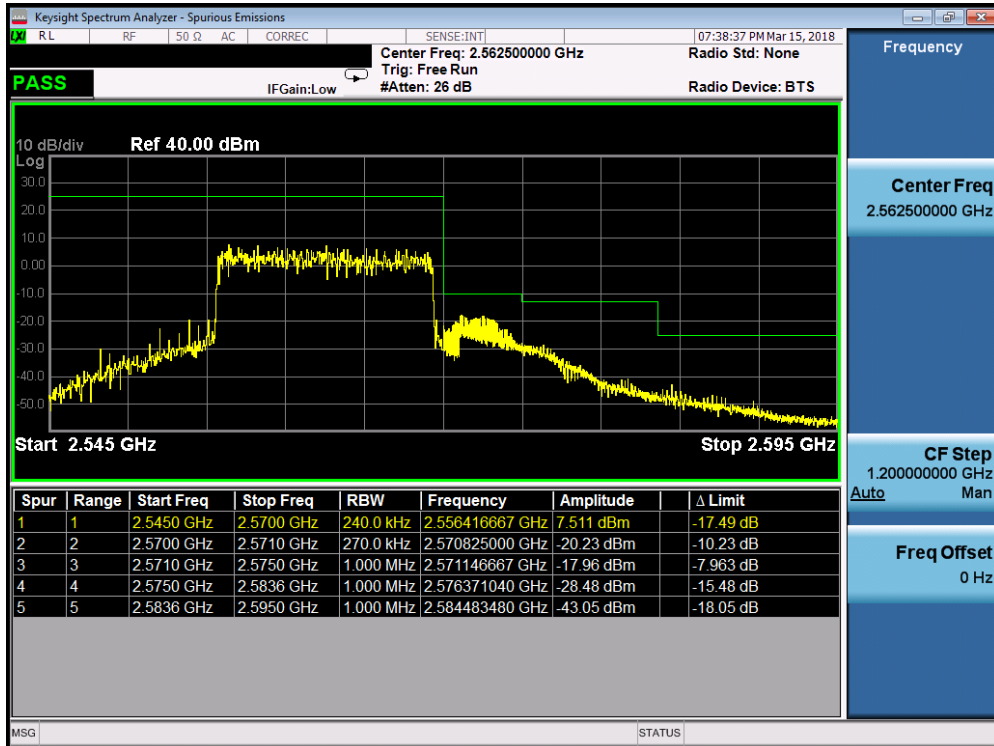 Keysight Spectrum Analyzer - Spurious Emissions
LXI RL RF 50 Ω AC CORREC SENSE:INT 07:38:37 PM Mar 15, 2018
Center Freq: 2.562500000 GHz Radio Std: None
Trig: Free Run
PASS IFGain:Low #Atten: 26 dB Radio Device: BTS
Frequency
10 dB/div Ref 40.00 dBm
Log
30.0
20.0
10.0
0.00
-10.0
-20.0
-30.0
-40.0
-50.0
Start 2.545 GHz Stop 2.595 GHz
Spur Range Start Freq Stop Freq RBW Frequency Amplitude Δ Limit
1 1 2.5450 GHz 2.5700 GHz 240.0 kHz 2.556416667 GHz 7.511 dBm -17.49 dB
2 2 2.5700 GHz 2.5710 GHz 270.0 kHz 2.570825000 GHz -20.23 dBm -10.23 dB
3 3 2.5710 GHz 2.5750 GHz 1.000 MHz 2.571146667 GHz -17.96 dBm -7.963 dB
4 4 2.5750 GHz 2.5836 GHz 1.000 MHz 2.576371040 GHz -28.48 dBm -15.48 dB
5 5 2.5836 GHz 2.5950 GHz 1.000 MHz 2.584483480 GHz -43.05 dBm -18.05 dB
Center Freq
2.562500000 GHz
CF Step
1.200000000 GHz
Auto Man
Freq Offset
0 Hz
MSG STATUS